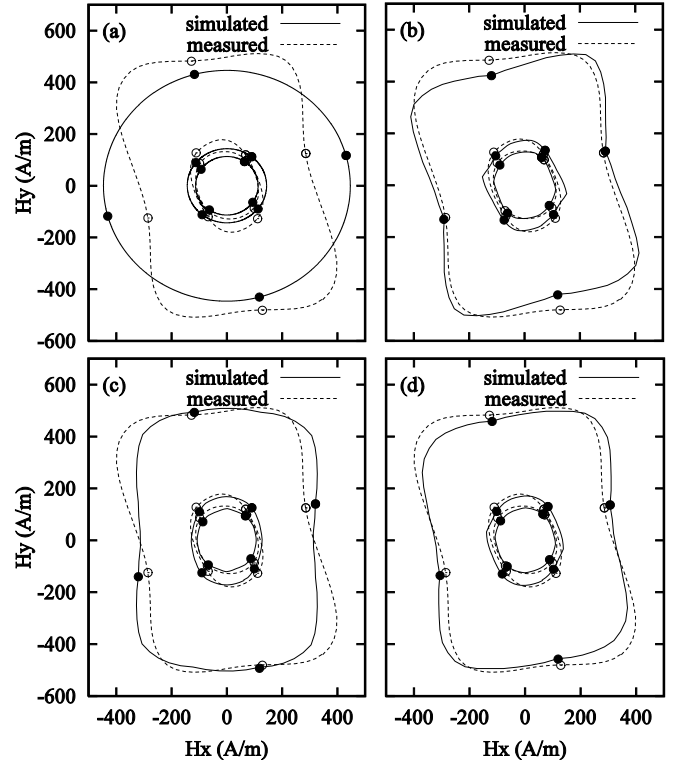 (a) simulated
measured
(b) simulated
measured
600
400
200
0
-200
-400
-600
Hy (A/m)
(c) simulated
measured
(d) simulated
measured
600
400
200
0
-200
-400
-600
Hy (A/m)
-400 -200 0 200 400
-400 -200 0 200 400
Hx (A/m)
Hx (A/m)